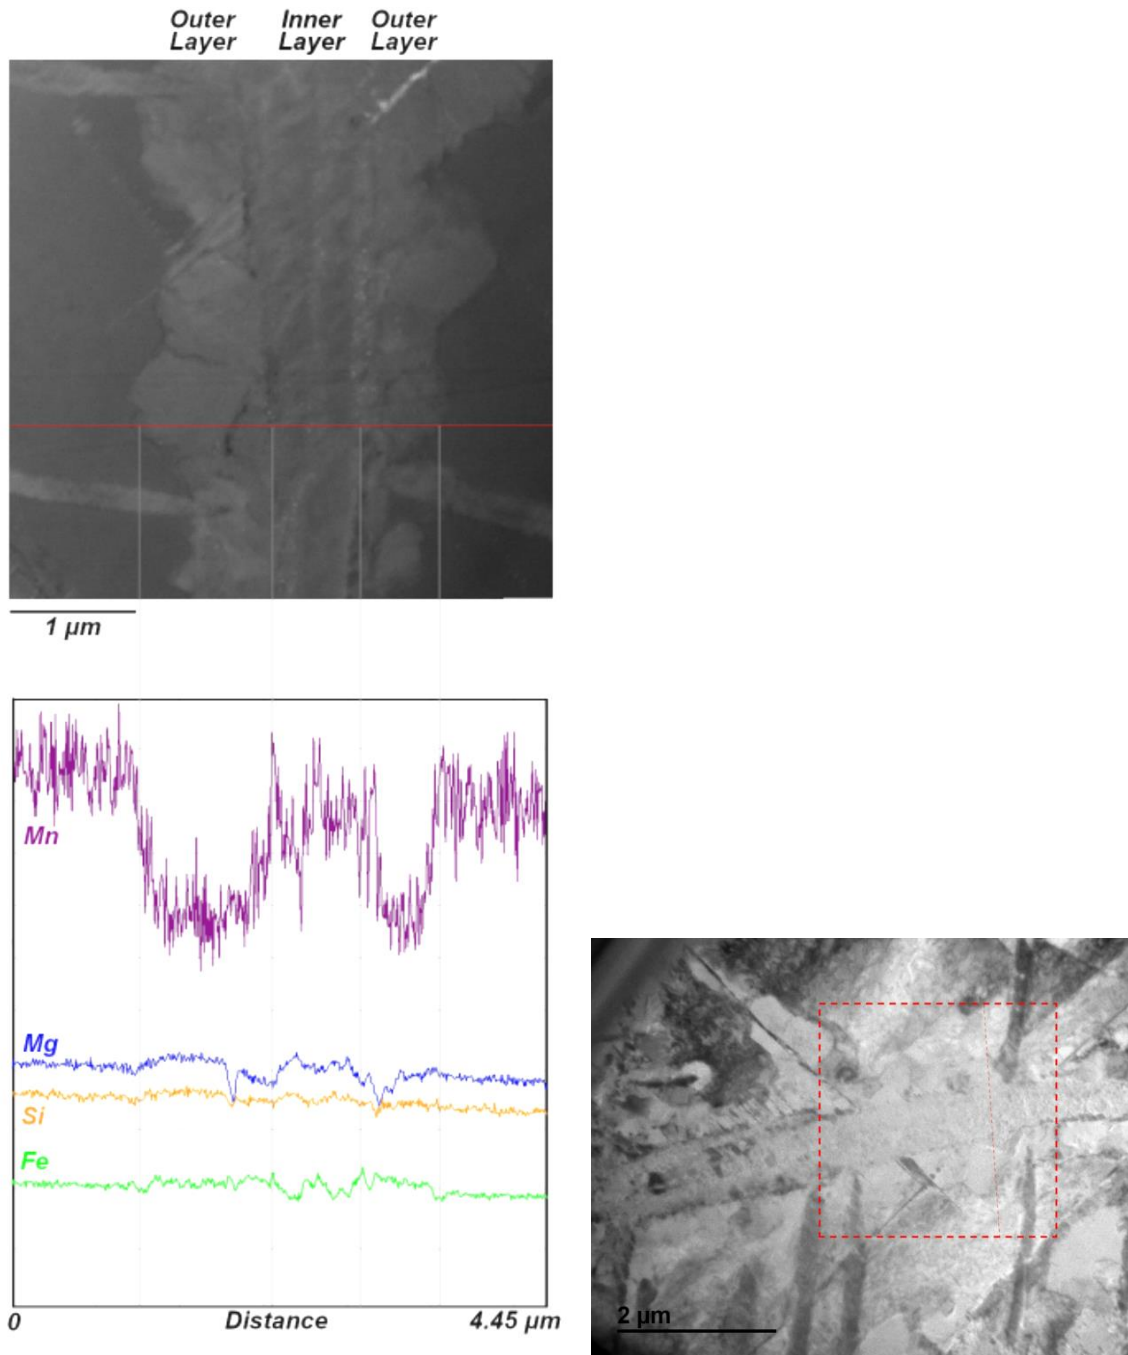 Outer Inner Outer
Layer Layer Layer
1 µm
Mn
Mg
Si
Fe
0 Distance 4.45 µm
2 µm